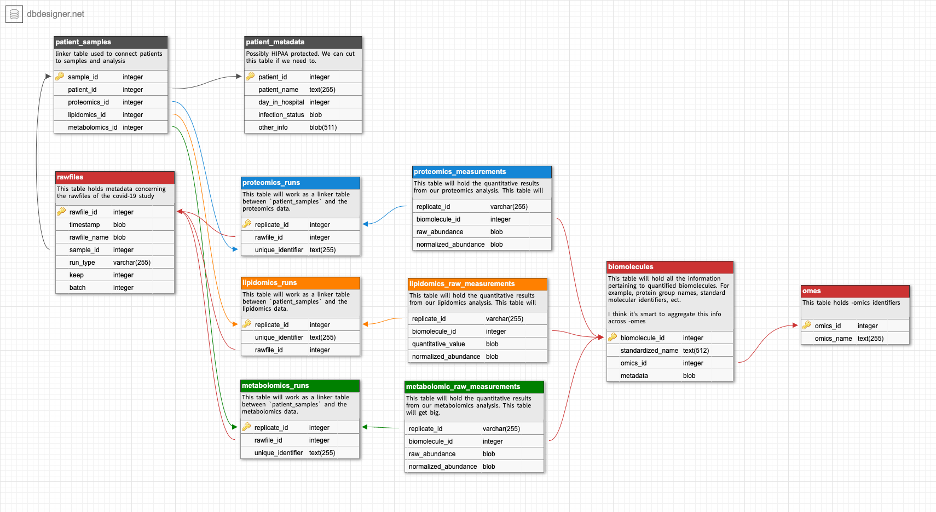 dbdesigner.net
patient_samples
linker table used to connect patients
to samples and analysis
sample_id integer
patient_id integer
proteomics_id integer
lipidomics_id integer
metabolomics_id integer
patient_metadata
Possibly HIPAA protected. We can cut
this table if we need to.
patient_id integer
patient_name text(255)
day_in_hospital integer
infection_status blob
other_info blob(511)
rawfiles
This table holds metadata concerning
the rawfiles of the covid-19 study
rawfile_id integer
timestamp blob
rawfile_name blob
sample_id integer
run_type varchar(255)
keep integer
batch integer
proteomics_runs
This table will work as a linker table
between `patient_samples` and the
proteomics data.
replicate_id integer
rawfile_id integer
unique_identifier text(255)
proteomics_measurements
This table will hold the quantitative results
from our proteomics analysis. This table will
replicate_id varchar(255)
biomolecule_id integer
raw_abundance blob
normalized_abundance blob
lipidomics_runs
This table will work as a linker table
between `patient_samples` and the
lipidomics data.
replicate_id integer
unique_identifier text(255)
rawfile_id integer
lipidomics_raw_measurements
This table will hold the quantitative results
from our lipidomics analysis. This table will
replicate_id varchar(255)
biomolecule_id integer
quantitative_value blob
normalized_abundance blob
metabolomics_runs
This table will work as a linker table
between `patient_samples` and the
metabolomics data.
replicate_id integer
rawfile_id integer
unique_identifier text(255)
metabolomic_raw_measurements
This table will hold the quantitative results
from our metabolomics analysis. This table
will get big.
replicate_id varchar(255)
biomolecule_id integer
raw_abundance blob
normalized_abundance blob
biomolecules
This table will hold all the information
pertaining to quantified biomolecules. For
example, protein group names, standard
molecular identifiers, ect..
I think it's smart to aggregate this info
across -omes
biomolecule_id integer
standardized_name text(512)
omics_id integer
metadata blob
omes
This table holds -omics identifiers
omics_id integer
omics_name text(255)